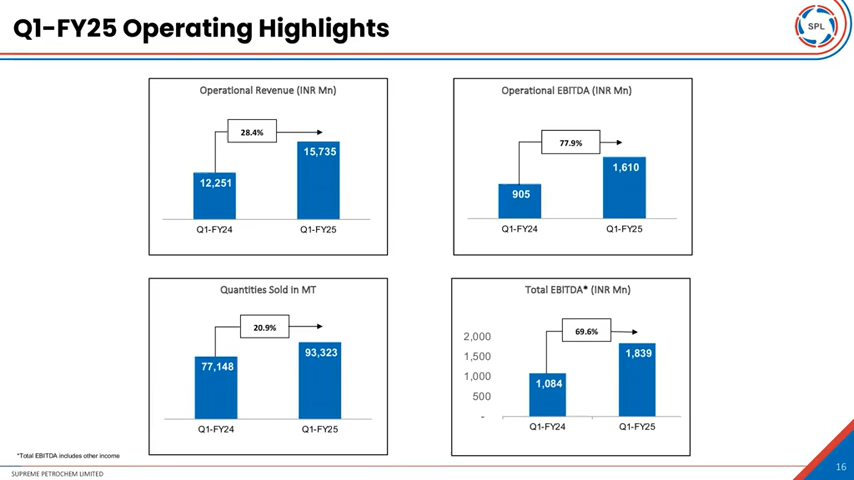 Q1-FY25 Operating Highlights
SPL
Operational Revenue (INR Mn)
28.4%
15,735
12,251
Q1-FY24
Q1-FY25
Operational EBITDA (INR Mn)
77.9%
1,610
905
Q1-FY24
Q1-FY25
Quantities Sold in MT
20.9%
93,323
77,148
Q1-FY24
Q1-FY25
Total EBITDA* (INR Mn)
69.6%
2,000
1,500
1,000
500
-
1,839
1,084
Q1-FY24
Q1-FY25
*Total EBITDA includes other income
SUPREME PETROCHEM LIMITED
16